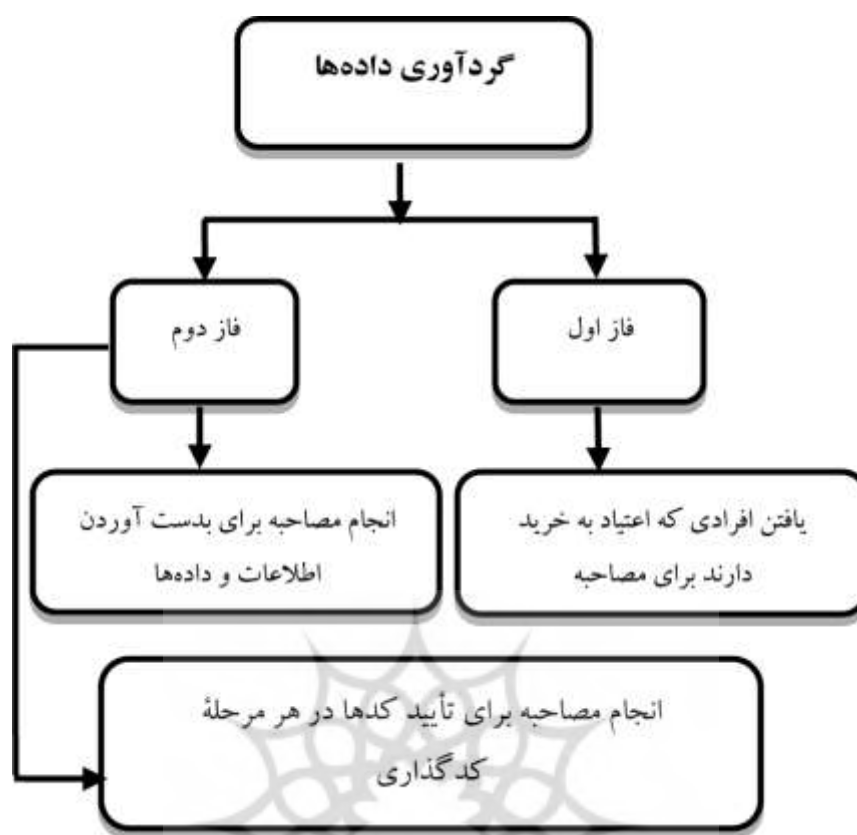 گردآوری داده‌ها
فاز اول
فاز دوم
یافتن افرادی که اعتیاد به خرید
دارند برای مصاحبه
انجام مصاحبه برای بدست آوردن
اطلاعات و داده‌ها
انجام مصاحبه برای تأیید کدها در هر مرحلهٔ
کدگذاری